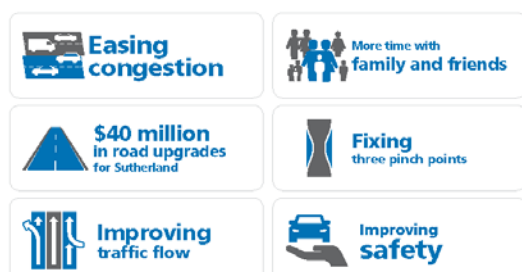 Easing
congestion
More time with
family and friends
$40 million
in road upgrades
for Sutherland
Fixing
three pinch points
Improving
traffic flow
Improving
safety